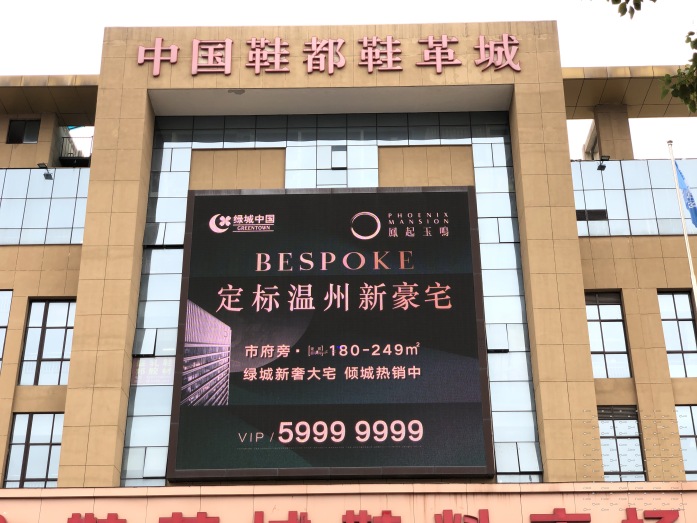 中国鞋都鞋革城
绿城中国
GREENTOWN
PHOENIX
MANSION
鳳起玉鳴
BESPOKE
定标温州新豪宅
市府旁·180-249㎡
绿城新奢大宅 倾城热销中
VIP / 5999 9999